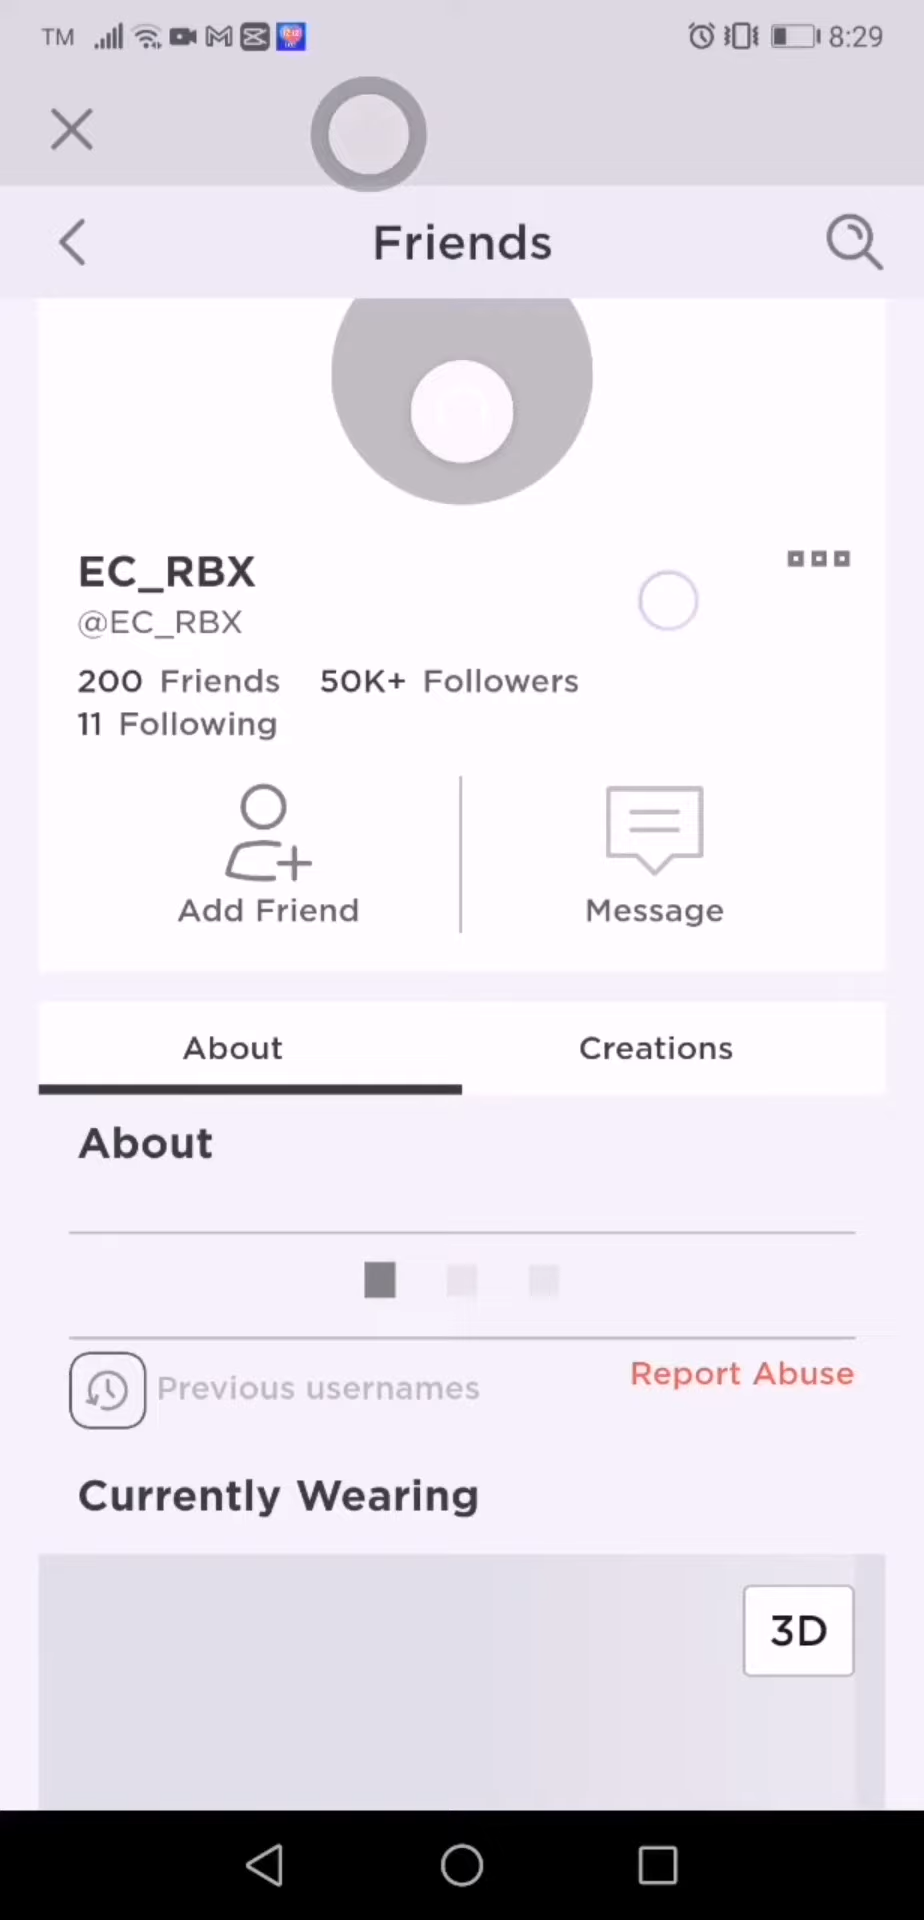 TM 8:29
Friends
EC_RBX
@EC_RBX
200 Friends 50K+ Followers
11 Following
Add Friend Message
About Creations
About
Previous usernames Report Abuse
Currently Wearing
3D